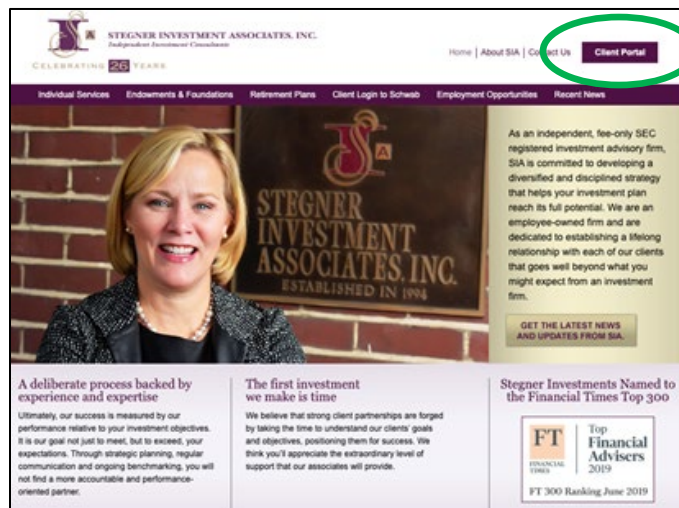 STEGNER INVESTMENT ASSOCIATES. INC.
Independent Investment Consultants
CELEBRATING 26 YEARS
Home | About SIA | Contact Us
Client Portal
Individual Services Endowments & Foundations Retirement Plans Client Login to Schwab Employment Opportunities Recent News
STEGNER
INVESTMENT
ASSOCIATES, INC.
ESTABLISHED IN 1994
As an independent, fee-only SEC
registered investment advisory firm,
SIA is committed to developing a
diversified and disciplined strategy
that helps your investment plan
reach its full potential. We are an
employee-owned firm and are
dedicated to establishing a lifelong
relationship with each of our clients
that goes well beyond what you
might expect from an investment
firm.
GET THE LATEST NEWS
AND UPDATES FROM SIA.
A deliberate process backed by
experience and expertise
Ultimately, our success is measured by our
performance relative to your investment objectives.
It is our goal not just to meet, but to exceed, your
expectations. Through strategic planning, regular
communication and ongoing benchmarking, you will
not find a more accountable and performance-
oriented partner.
The first investment
we make is time
We believe that strong client partnerships are forged
by taking the time to understand our clients' goals
and objectives, positioning them for success. We
think you'll appreciate the extraordinary level of
support that our associates will provide.
Stegner Investments Named to
the Financial Times Top 300
FT
FINANCIAL
TIMES
Top
Financial
Advisers
2019
FT 300 Ranking June 2019